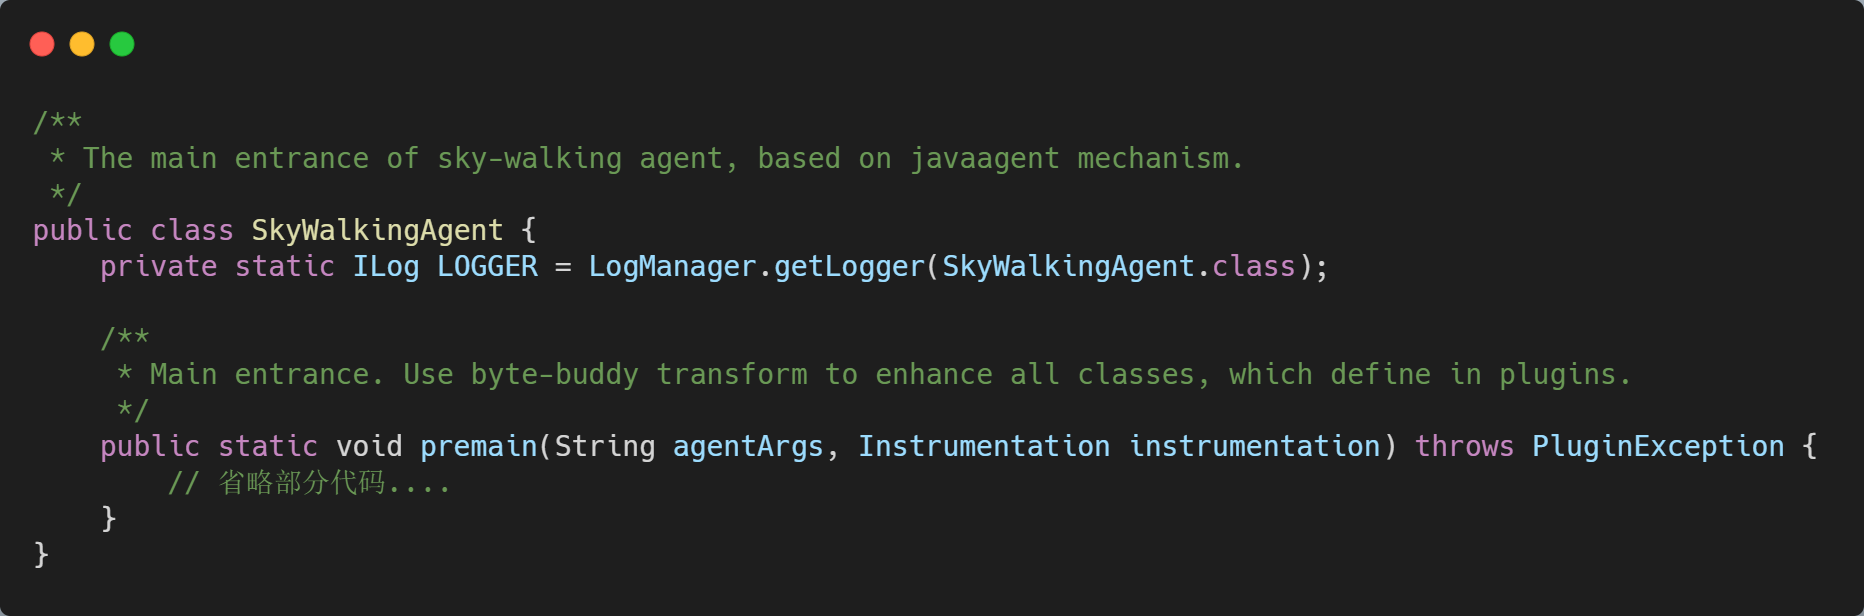 /**
 * The main entrance of sky-walking agent, based on javaagent mechanism.
 */
public class SkyWalkingAgent {
    private static ILog LOGGER = LogManager.getLogger(SkyWalkingAgent.class);

    /**
     * Main entrance. Use byte-buddy transform to enhance all classes, which define in plugins.
     */
    public static void premain(String agentArgs, Instrumentation instrumentation) throws PluginException {
        // 省略部分代码....
    }
}